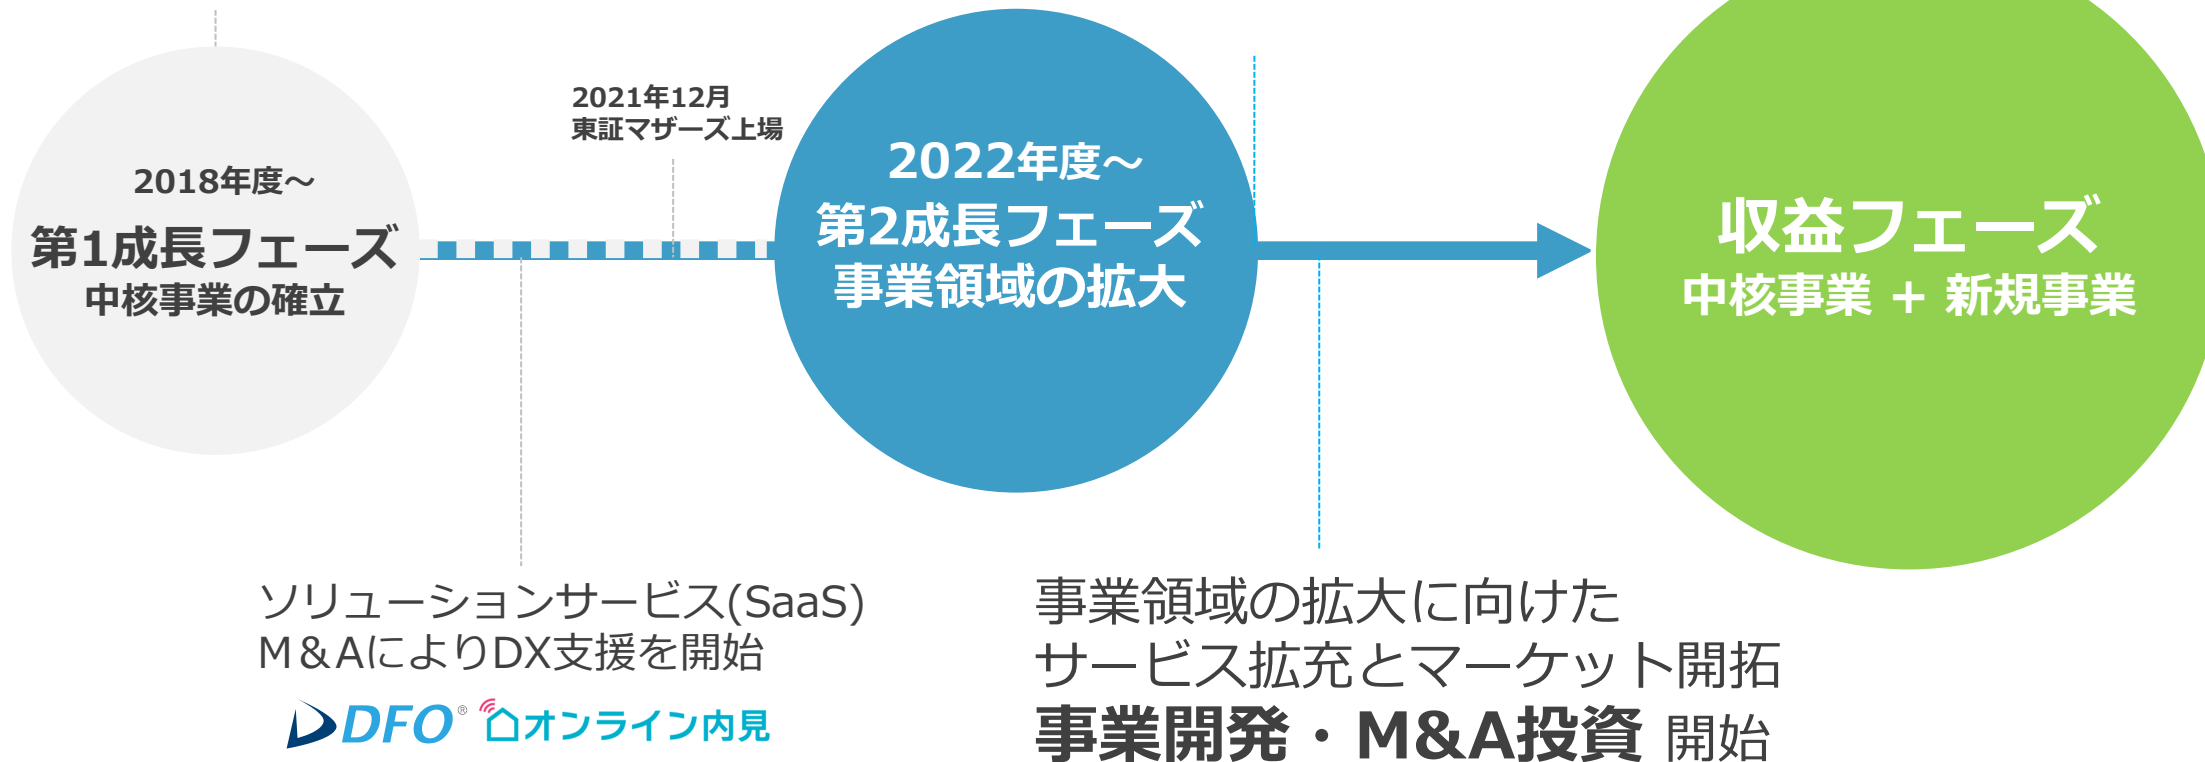 2018年度～
第1成長フェーズ
中核事業の確立
2021年12月
東証マザーズ上場
2022年度～
第2成長フェーズ
事業領域の拡大
収益フェーズ
中核事業 + 新規事業
ソリューションサービス(SaaS)
M＆AによりDX支援を開始
DFO® オンライン内見
事業領域の拡大に向けた
サービス拡充とマーケット開拓
事業開発・M&A投資 開始